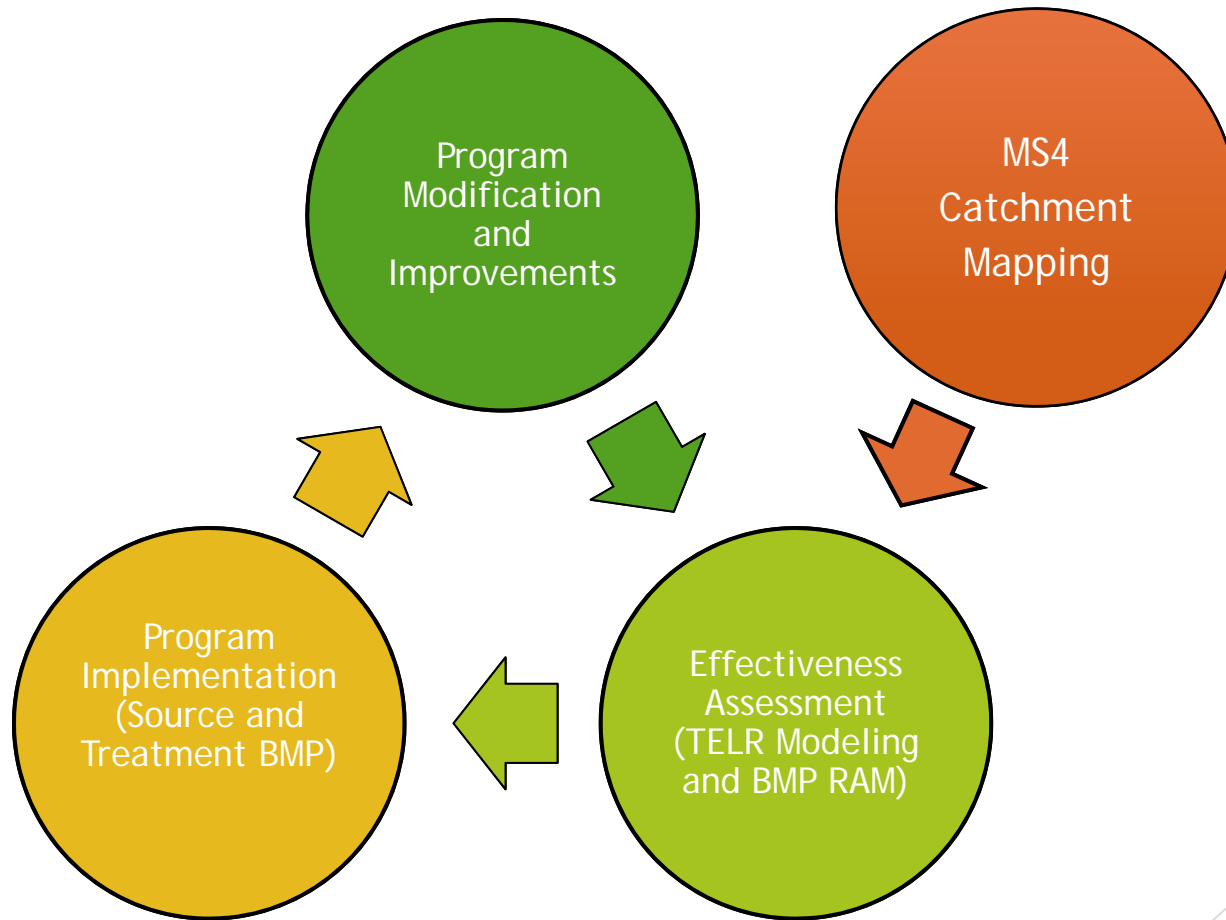 Program
Modification
and
Improvements
MS4
Catchment
Mapping
Program
Implementation
(Source and
Treatment BMP)
Effectiveness
Assessment
(TELR Modeling
and BMP RAM)